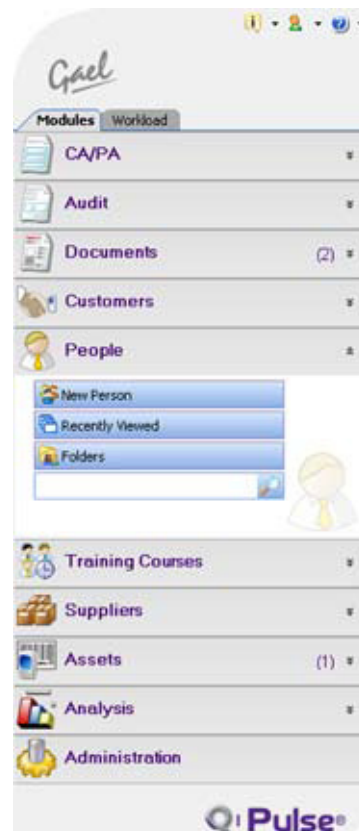 Gael
Modules Workload
CA/PA
Audit
Documents (2)
Customers
People
New Person
Recently Viewed
Folders
Training Courses
Suppliers
Assets (1)
Analysis
Administration
Q Pulse®